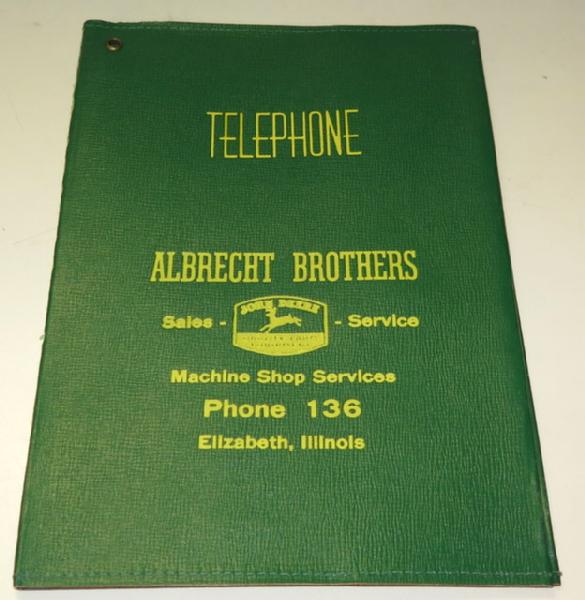 TELEPHONE
ALBRECHT BROTHERS
Sales - JOHN DEERE - Service
Machine Shop Services
Phone 136
Elizabeth, Illinois